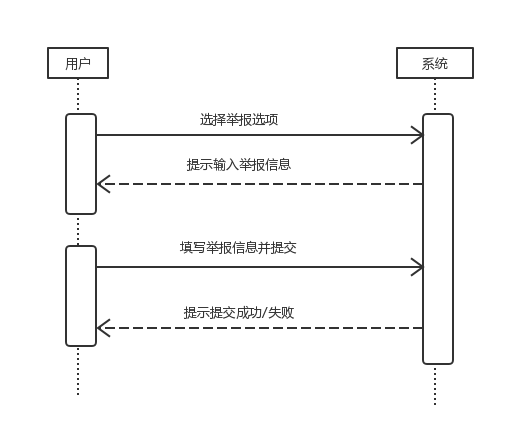 用户
系统
选择举报选项
提示输入举报信息
填写举报信息并提交
提示提交成功/失败